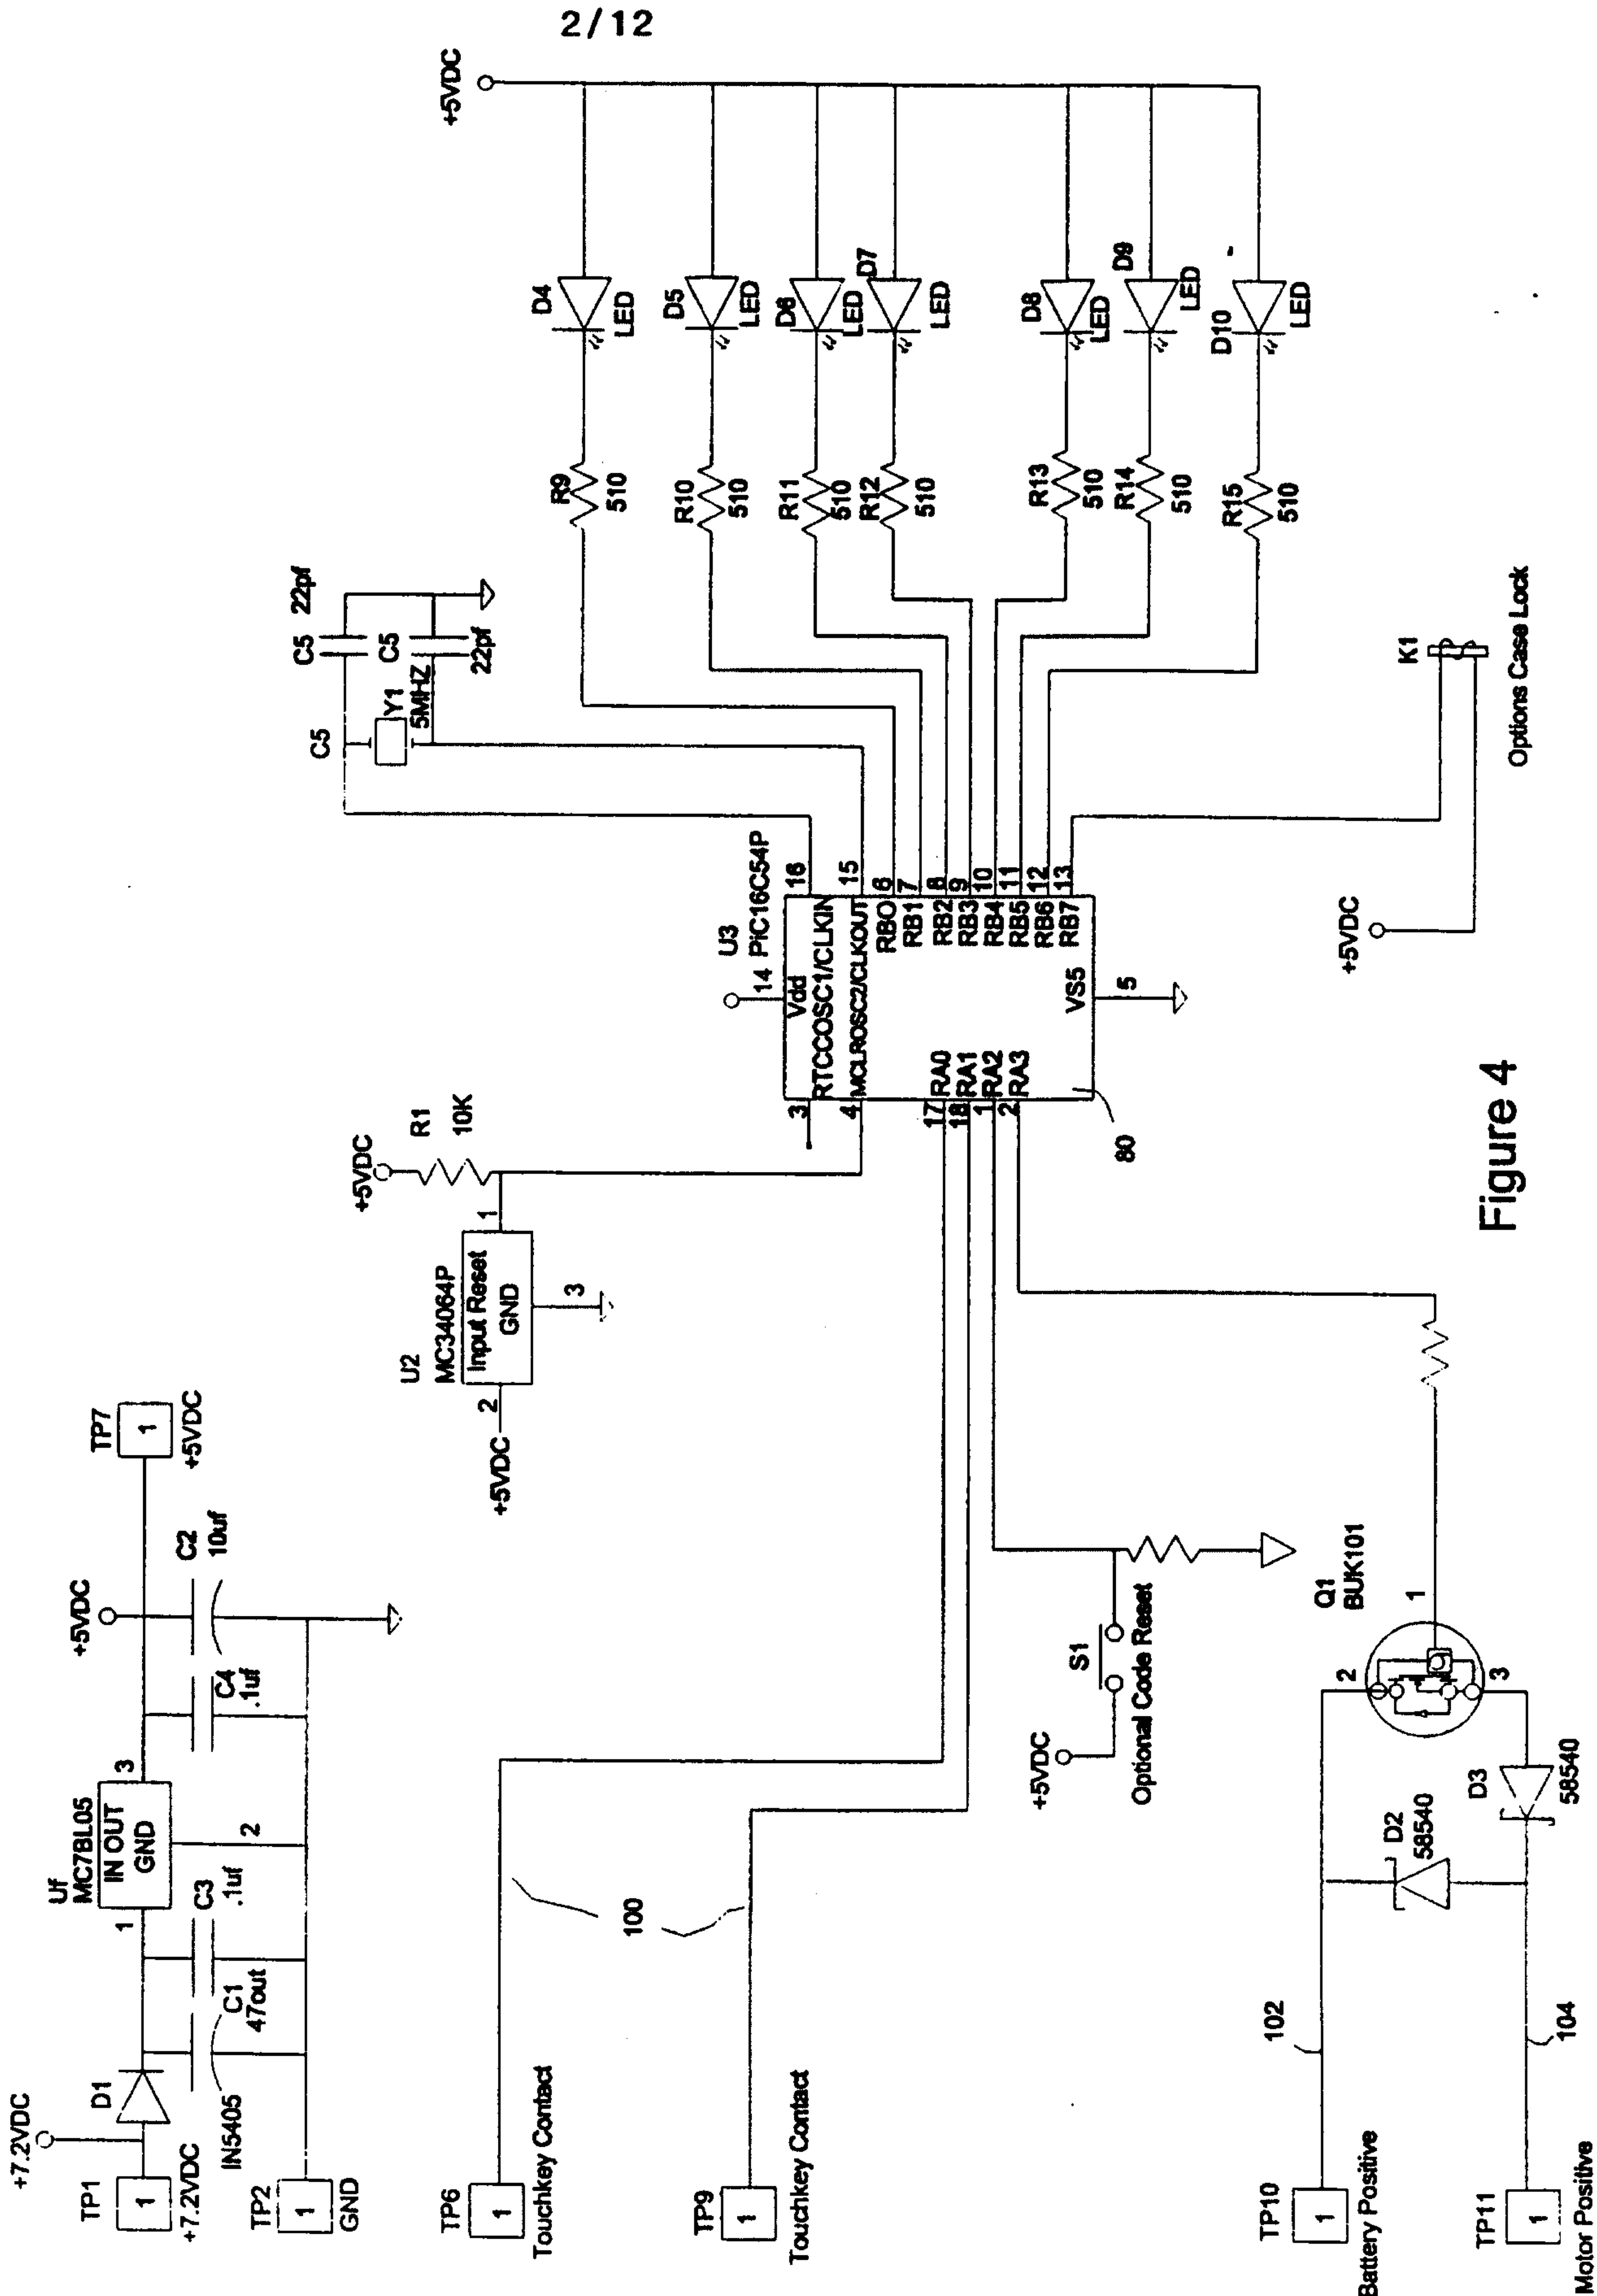 2/12
+7.2VDC
TP1
1
+7.2VDC
D1
IN5405
C1
47out
C3
.1uf
Uf
MC7BL05
IN OUT
GND
1
2
3
C4
.1uf
+5VDC
C2
10uf
TP7
1
+5VDC
TP2
1
GND
U2
MC34064P
Input Reset
GND
+5VDC
2
1
3
+5VDC
R1
10K
C5
Y1
5MHZ
C5
22pf
C5
22pf
+5VDC
D4
LED
D5
LED
D6
LED
D7
LED
D8
LED
D9
LED
D10
LED
R9
510
R10
510
R11
510
R12
510
R13
510
R14
510
R15
510
U3
PIC16C54P
14
Vdd
3
RTCCOSC1/CLKIN
16
4
MCLROSC2/CLKOUT
15
RBO
6
RB1
7
RB2
8
RB3
9
RB4
10
RB5
11
RB6
12
RB7
13
17
RA0
18
RA1
1
RA2
2
RA3
VS5
5
80
TP6
1
Touchkey Contact
100
TP9
1
Touchkey Contact
+5VDC
S1
Optional Code Reset
+5VDC
K1
Options Case Lock
Q1
BUK101
1
2
3
D2
58540
D3
58540
102
104
TP10
1
Battery Positive
TP11
1
Motor Positive
Figure 4